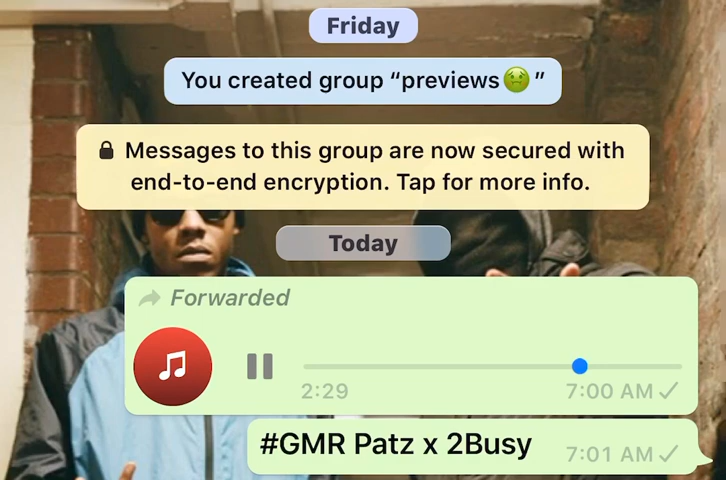 Friday
You created group “previews🤢”
Messages to this group are now secured with
end-to-end encryption. Tap for more info.
Today
Forwarded
2:29 7:00 AM
#GMR Patz x 2Busy 7:01 AM